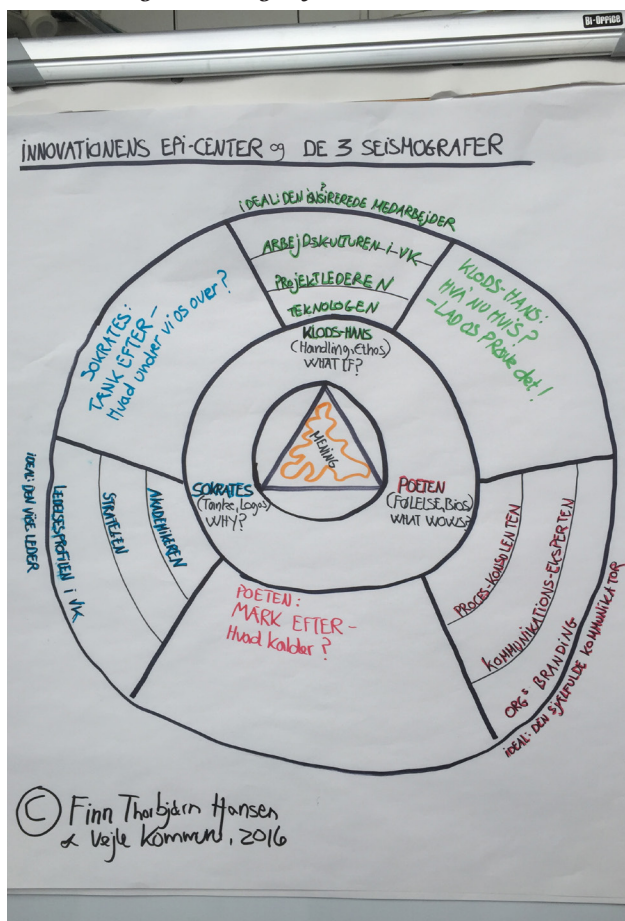 Bi-Office
INNOVATIONENS EPI-CENTER og DE 3 SEISMOGRAFER
IDEAL: DEN INSIREREDE MEDARBEJDER
ARBEJDSKULTUREN I VK
PROJEKTLEDEREN
TEKNOLOGEN
KLODS-HANS
(Handling, Ethos)
WHAT IF?
SOKRATES:
TÆNK EFTER –
Hvad undrer vi os over?
KLODS-HANS:
HVA' NU HVIS?
– LAD OS PRØVE det!
MENING
SOKRATES
(Tanke, Logos)
WHY?
POETEN
(FØLELSE, Bios)
WHAT WOWS?
AKADEMIKEREN
STRATEGEN
LEDELSESPROFILEN I VK
IDEAL: DEN VISE LEDER
PROCES-KONSULENTEN
KOMMUNIKATIONS-EKSPERTEN
ORGS BRANDING
IDEAL: DEN SJÆLFULDE KOMMUNIKATOR
POETEN:
MÆRK EFTER –
Hvad kalder?
© Finn Thorbjørn Hansen
& Vejle Kommun, 2016